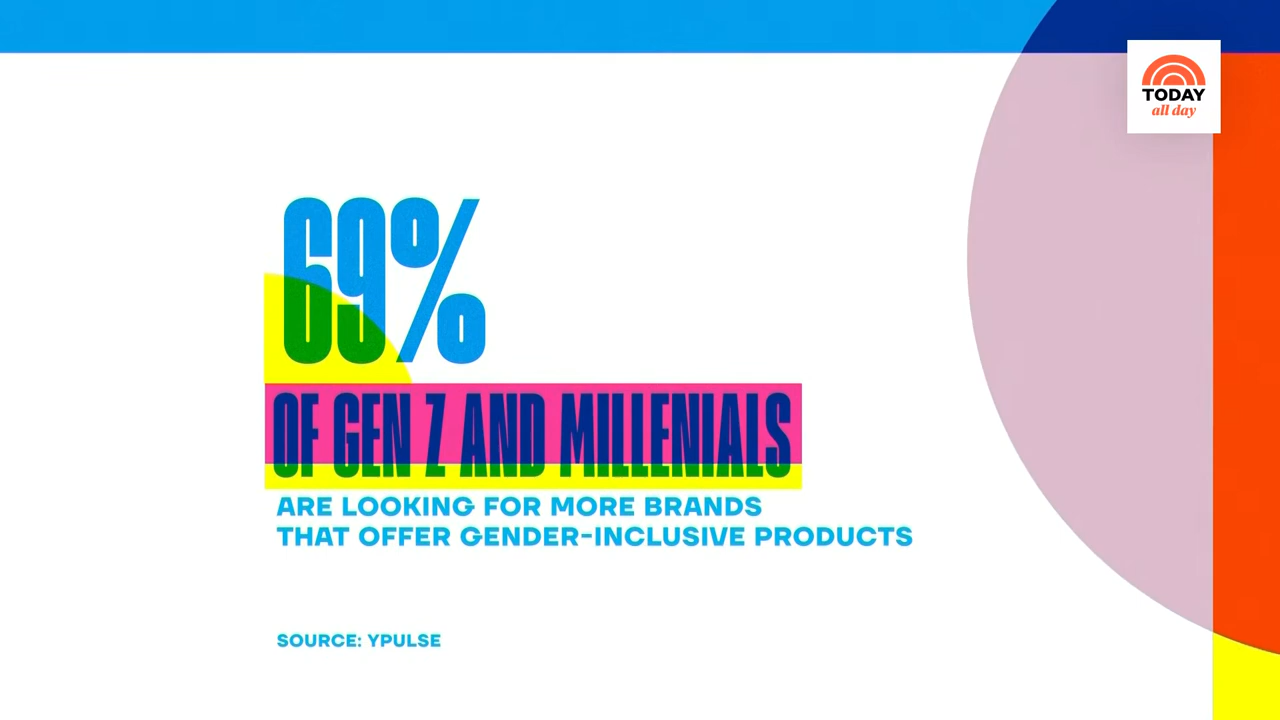 TODAY
all day
69%
OF GEN Z AND MILLENIALS
ARE LOOKING FOR MORE BRANDS
THAT OFFER GENDER-INCLUSIVE PRODUCTS
SOURCE: YPULSE